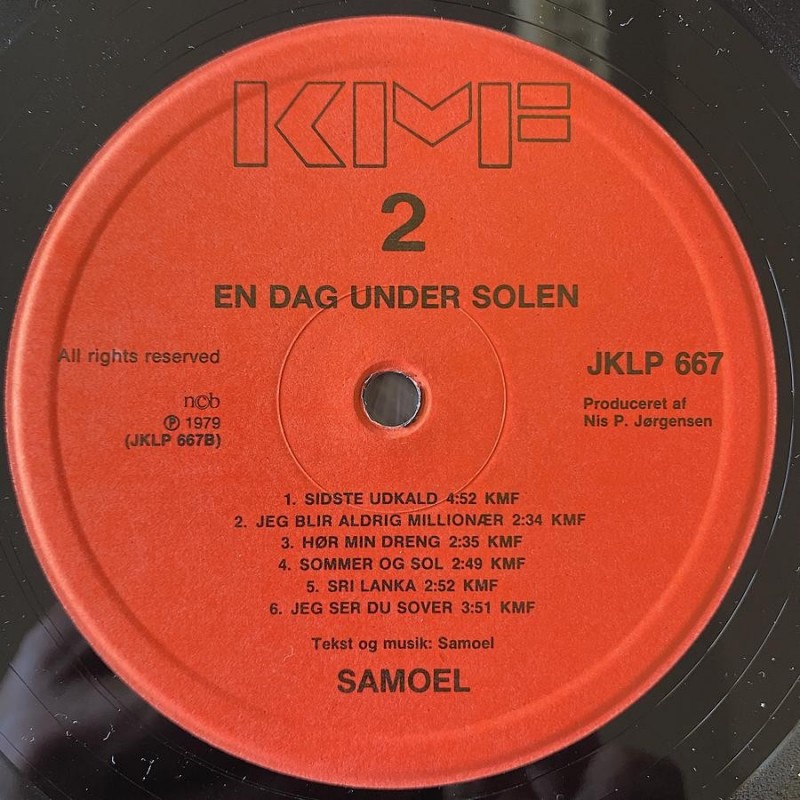 KMF
2
EN DAG UNDER SOLEN
All rights reserved
ncb
℗ 1979
(JKLP 667B)
JKLP 667
Produceret af
Nis P. Jørgensen
1. SIDSTE UDKALD 4:52 KMF
2. JEG BLIR ALDRIG MILLIONÆR 2:34 KMF
3. HØR MIN DRENG 2:35 KMF
4. SOMMER OG SOL 2:49 KMF
5. SRI LANKA 2:52 KMF
6. JEG SER DU SOVER 3:51 KMF
Tekst og musik: Samoel
SAMOEL